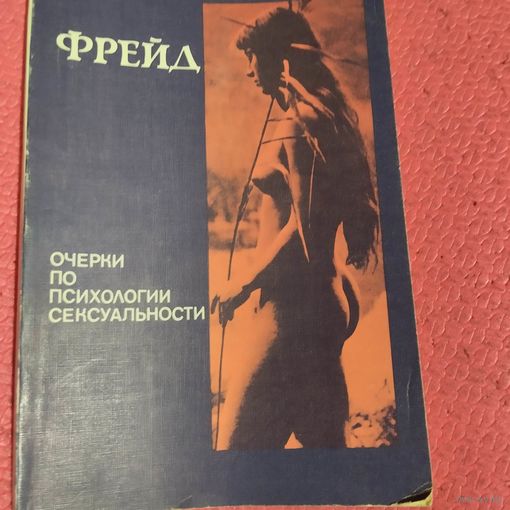 ФРЕЙД
ОЧЕРКИ
ПО
ПСИХОЛОГИИ
СЕКСУАЛЬНОСТИ